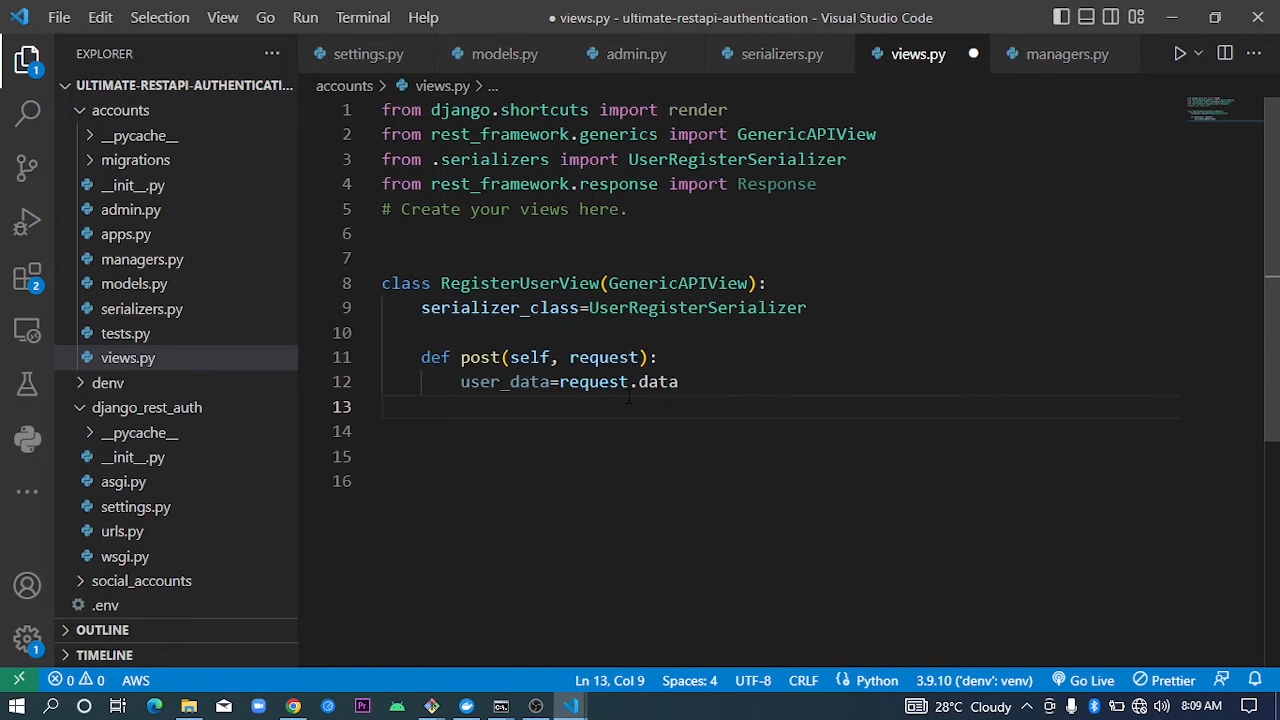 File Edit Selection View Go Run Terminal Help
● views.py - ultimate-restapi-authentication - Visual Studio Code
EXPLORER
settings.py models.py admin.py serializers.py views.py managers.py
ULTIMATE-RESTAPI-AUTHENTICATI...
accounts
__pycache__
migrations
__init__.py
admin.py
apps.py
managers.py
models.py
serializers.py
tests.py
views.py
denv
django_rest_auth
__pycache__
__init__.py
asgi.py
settings.py
urls.py
wsgi.py
social_accounts
.env
OUTLINE
TIMELINE
1
2
1
1
accounts > views.py > ...
1 from django.shortcuts import render
2 from rest_framework.generics import GenericAPIView
3 from .serializers import UserRegisterSerializer
4 from rest_framework.response import Response
5 # Create your views here.
6
7
8 class RegisterUserView(GenericAPIView):
9 serializer_class=UserRegisterSerializer
10
11 def post(self, request):
12 user_data=request.data
13
14
15
16
0 0 AWS Ln 13, Col 9 Spaces: 4 UTF-8 CRLF Python 3.9.10 ('denv': venv) Go Live Prettier
Pr 28°C Cloudy 8:09 AM